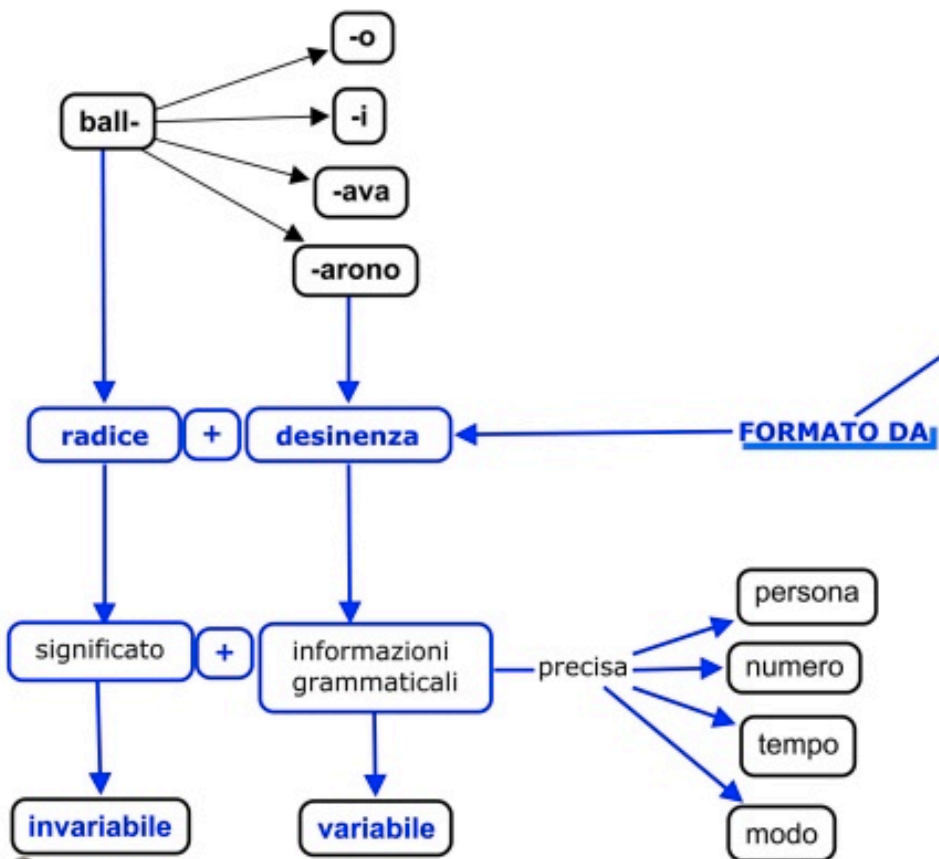 -o
ball-
-i
-ava
-arono
radice + desinenza
FORMATO DA
persona
significato + informazioni
grammaticali
precisa
numero
tempo
invariabile
variabile
modo